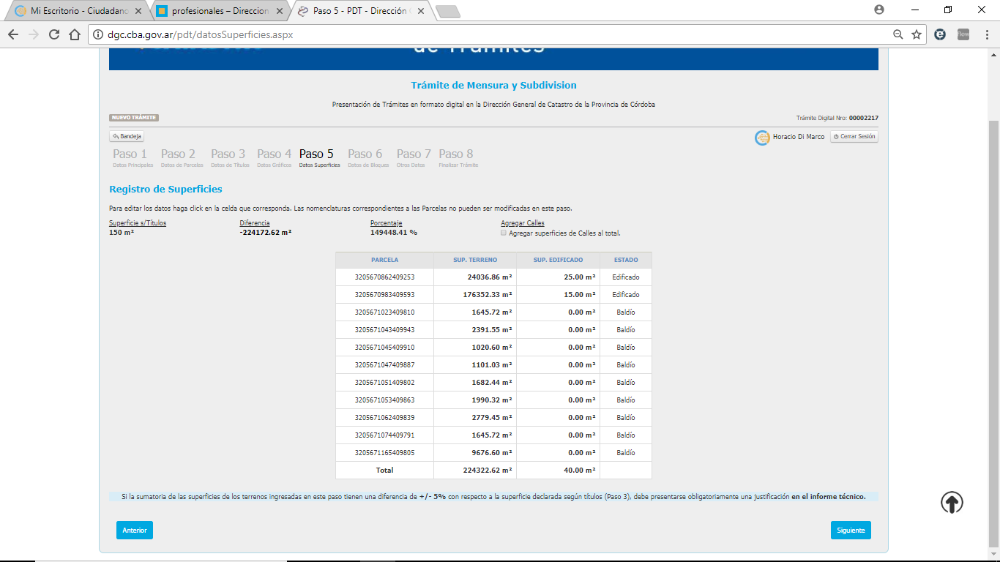 Mi Escritorio - Ciudadano
profesionales – Direccion
Paso 5 - PDT - Dirección
dgc.cba.gov.ar/pdt/datosSuperficies.aspx
de Trámites
Trámite de Mensura y Subdivision
Presentación de Trámites en formato digital en la Dirección General de Catastro de la Provincia de Córdoba
NUEVO TRÁMITE
Trámite Digital Nro: 00002217
Bandeja
Horacio Di Marco
Cerrar Sesión
Paso 1 Paso 2 Paso 3 Paso 4 Paso 5 Paso 6 Paso 7 Paso 8
Datos Principales Datos de Parcelas Datos de Títulos Datos Gráficos Datos Superficies Datos de Bloques Otros Datos Finalizar Trámite
Registro de Superficies
Para editar los datos haga click en la celda que corresponda. Las nomenclaturas correspondientes a las Parcelas no pueden ser modificadas en este paso.
Superficie s/Títulos Diferencia Porcentaje Agregar Calles
150 m² -224172.62 m² 149448.41 % Agregar superficies de Calles al total.
PARCELA SUP. TERRENO SUP. EDIFICADO ESTADO
3205670862409253 24036.86 m² 25.00 m² Edificado
3205670983409593 176352.33 m² 15.00 m² Edificado
3205671023409810 1645.72 m² 0.00 m² Baldío
3205671043409943 2391.55 m² 0.00 m² Baldío
3205671045409910 1020.60 m² 0.00 m² Baldío
3205671047409887 1101.03 m² 0.00 m² Baldío
3205671051409802 1682.44 m² 0.00 m² Baldío
3205671053409863 1990.32 m² 0.00 m² Baldío
3205671062409839 2779.45 m² 0.00 m² Baldío
3205671074409791 1645.72 m² 0.00 m² Baldío
3205671165409805 9676.60 m² 0.00 m² Baldío
Total 224322.62 m² 40.00 m²
Si la sumatoria de las superficies de los terrenos ingresadas en este paso tienen una diferencia de +/- 5% con respecto a la superficie declarada según títulos (Paso 3), debe presentarse obligatoriamente una justificación en el informe técnico.
Anterior
Siguiente